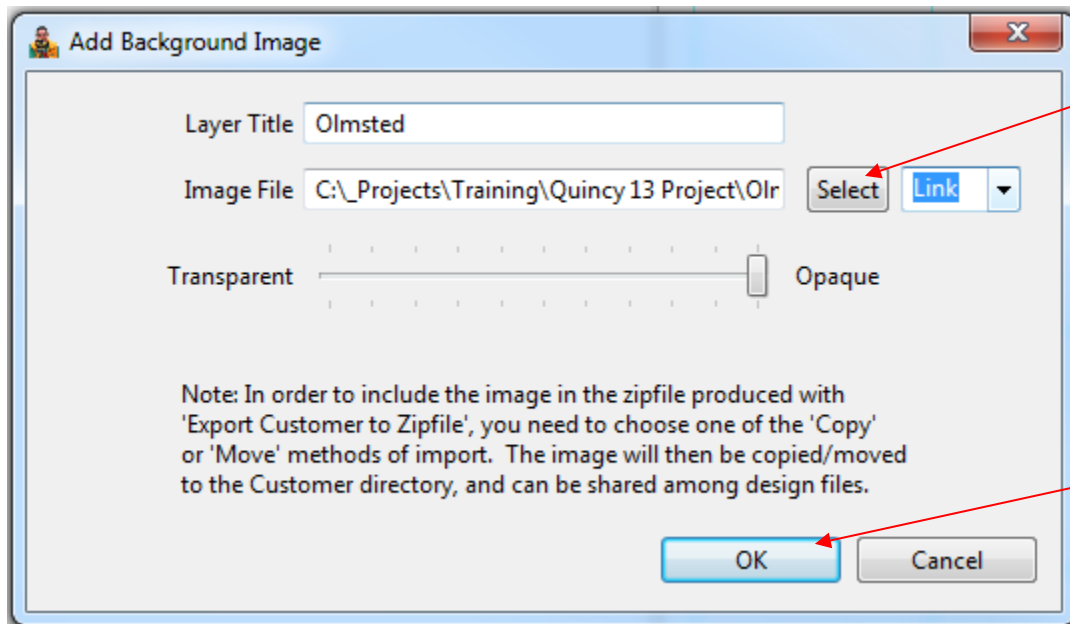 Add Background Image
Layer Title Olmsted
Image File C:\_Projects\Training\Quincy 13 Project\Olm Select Link
Transparent Opaque
Note: In order to include the image in the zipfile produced with
'Export Customer to Zipfile', you need to choose one of the 'Copy'
or 'Move' methods of import. The image will then be copied/moved
to the Customer directory, and can be shared among design files.
OK Cancel